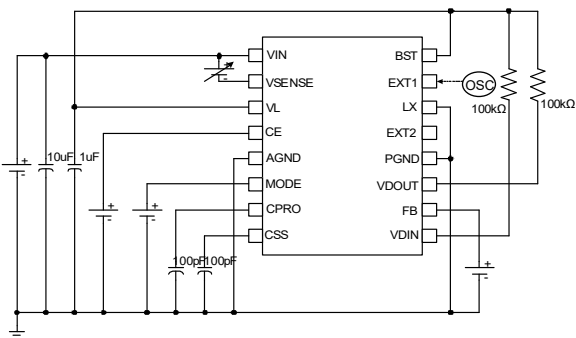 VIN
BST
VSENSE
EXT1
OSC
VL
LX
100kΩ
100kΩ
CE
EXT2
AGND
PGND
10uF
1uF
MODE
VDOUT
CPRO
FB
CSS
VDIN
100pF
100pF
+
-
+
-
+
-
+
-